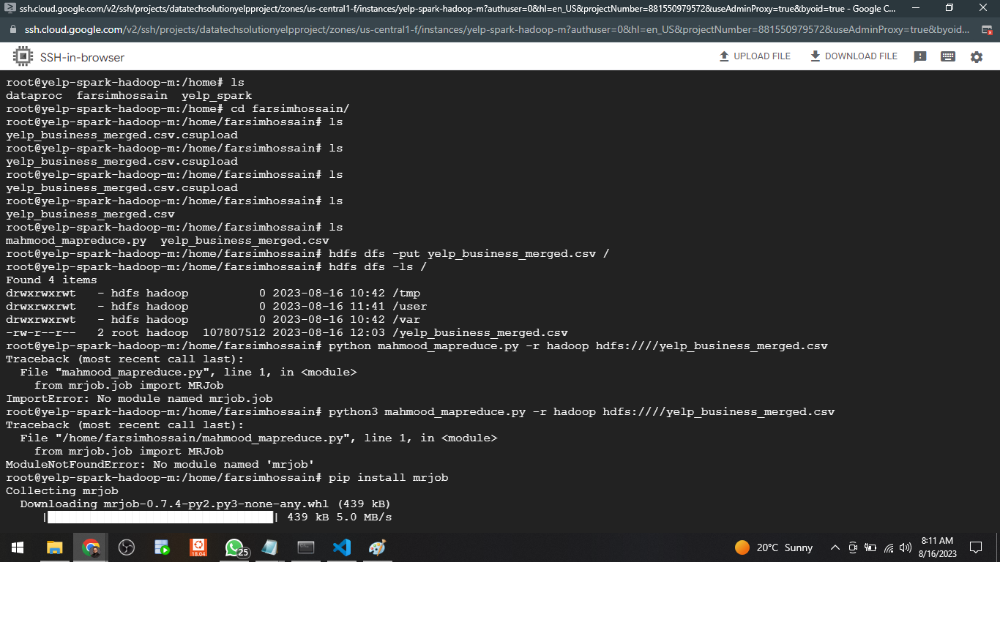 ssh.cloud.google.com/v2/ssh/projects/datatechsolutionyelpproject/zones/us-central1-f/instances/yelp-spark-hadoop-m?authuser=0&hl=en_US&projectNumber=881550979572&useAdminProxy=true&byoid=true - Google C...
ssh.cloud.google.com/v2/ssh/projects/datatechsolutionyelpproject/zones/us-central1-f/instances/yelp-spark-hadoop-m?authuser=0&hl=en_US&projectNumber=881550979572&useAdminProxy=true&byoid...
SSH-in-browser UPLOAD FILE DOWNLOAD FILE
root@yelp-spark-hadoop-m:/home# ls
dataproc  farsimhossain  yelp_spark
root@yelp-spark-hadoop-m:/home# cd farsimhossain/
root@yelp-spark-hadoop-m:/home/farsimhossain# ls
yelp_business_merged.csv.csupload
root@yelp-spark-hadoop-m:/home/farsimhossain# ls
yelp_business_merged.csv.csupload
root@yelp-spark-hadoop-m:/home/farsimhossain# ls
yelp_business_merged.csv.csupload
root@yelp-spark-hadoop-m:/home/farsimhossain# ls
yelp_business_merged.csv
root@yelp-spark-hadoop-m:/home/farsimhossain# ls
mahmood_mapreduce.py  yelp_business_merged.csv
root@yelp-spark-hadoop-m:/home/farsimhossain# hdfs dfs -put yelp_business_merged.csv /
root@yelp-spark-hadoop-m:/home/farsimhossain# hdfs dfs -ls /
Found 4 items
drwxrwxrwt   - hdfs hadoop          0 2023-08-16 10:42 /tmp
drwxrwxrwt   - hdfs hadoop          0 2023-08-16 11:41 /user
drwxrwxrwt   - hdfs hadoop          0 2023-08-16 10:42 /var
-rw-r--r--   2 root hadoop  107807512 2023-08-16 12:03 /yelp_business_merged.csv
root@yelp-spark-hadoop-m:/home/farsimhossain# python mahmood_mapreduce.py -r hadoop hdfs:////yelp_business_merged.csv
Traceback (most recent call last):
  File "mahmood_mapreduce.py", line 1, in <module>
    from mrjob.job import MRJob
ImportError: No module named mrjob.job
root@yelp-spark-hadoop-m:/home/farsimhossain# python3 mahmood_mapreduce.py -r hadoop hdfs:////yelp_business_merged.csv
Traceback (most recent call last):
  File "/home/farsimhossain/mahmood_mapreduce.py", line 1, in <module>
    from mrjob.job import MRJob
ModuleNotFoundError: No module named 'mrjob'
root@yelp-spark-hadoop-m:/home/farsimhossain# pip install mrjob
Collecting mrjob
  Downloading mrjob-0.7.4-py2.py3-none-any.whl (439 kB)
     |████████████████████████████████| 439 kB 5.0 MB/s
18.04 25 20°C Sunny 8:11 AM
8/16/2023